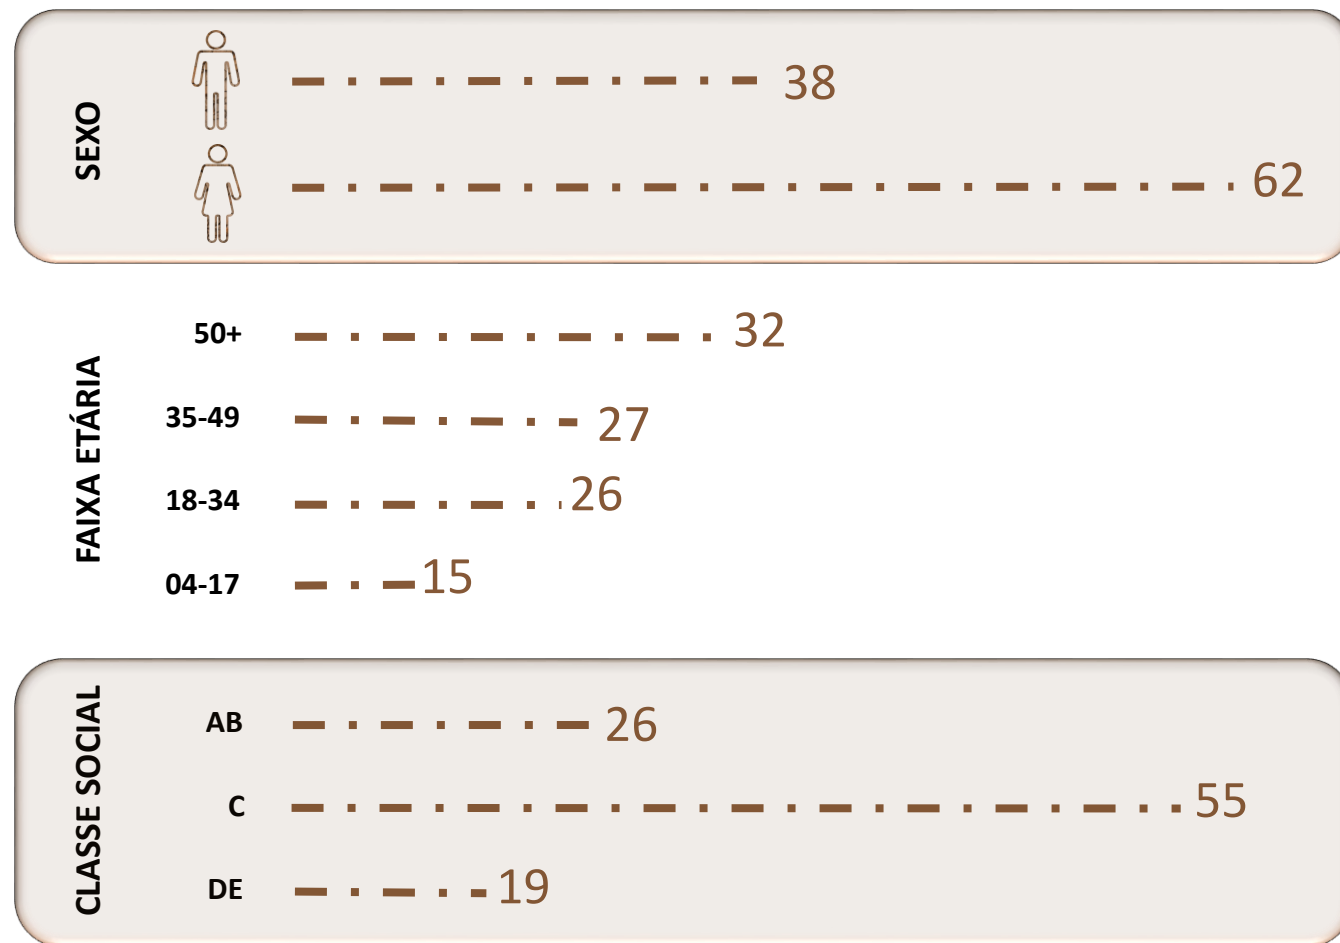 SEXO
38
62
FAIXA ETÁRIA
50+ 32
35-49 27
18-34 26
04-17 15
CLASSE SOCIAL
AB 26
C 55
DE 19